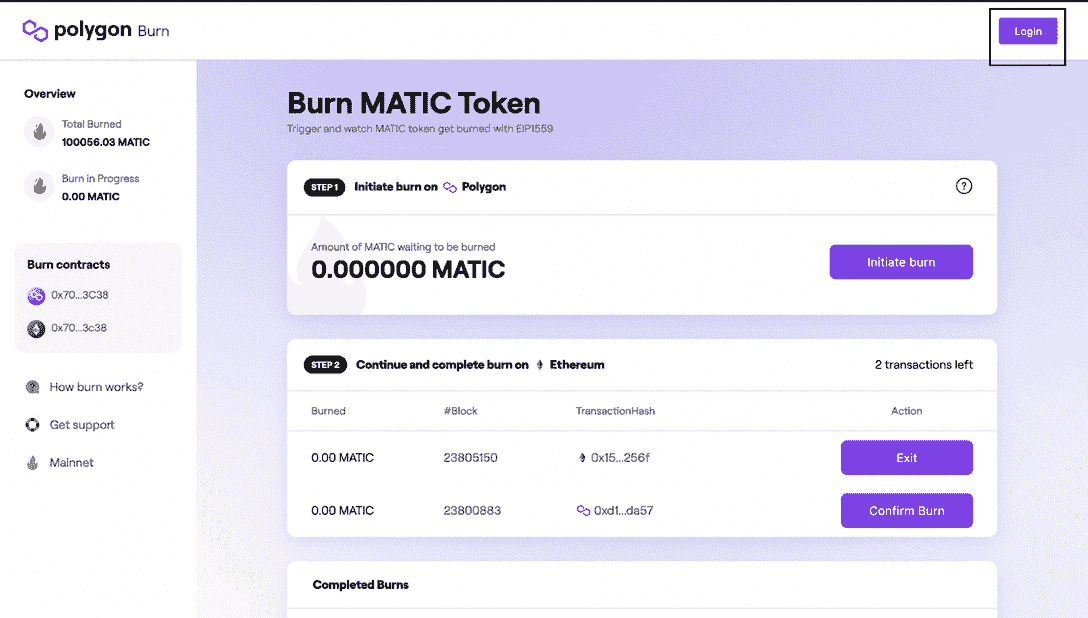 polygon Burn
Login
Overview
Total Burned
100056.03 MATIC
Burn in Progress
0.00 MATIC
Burn contracts
0x70...3C38
0x70...3c38
How burn works?
Get support
Mainnet
Burn MATIC Token
Trigger and watch MATIC token get burned with EIP1559
STEP 1 Initiate burn on Polygon
?
Amount of MATIC waiting to be burned
0.000000 MATIC
Initiate burn
STEP 2 Continue and complete burn on Ethereum 2 transactions left
Burned #Block TransactionHash Action
0.00 MATIC 23805150 0x15...256f Exit
0.00 MATIC 23800883 0xd1...da57 Confirm Burn
Completed Burns